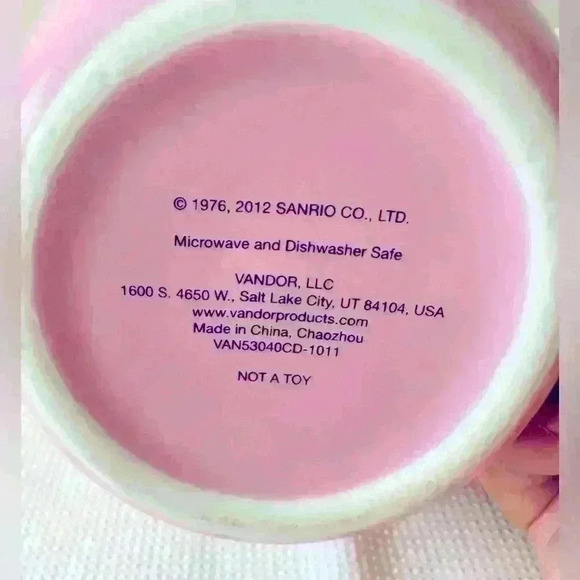 © 1976, 2012 SANRIO CO., LTD.
Microwave and Dishwasher Safe
VANDOR, LLC
1600 S. 4650 W., Salt Lake City, UT 84104, USA
www.vandorproducts.com
Made in China, Chaozhou
VAN53040CD-1011
NOT A TOY